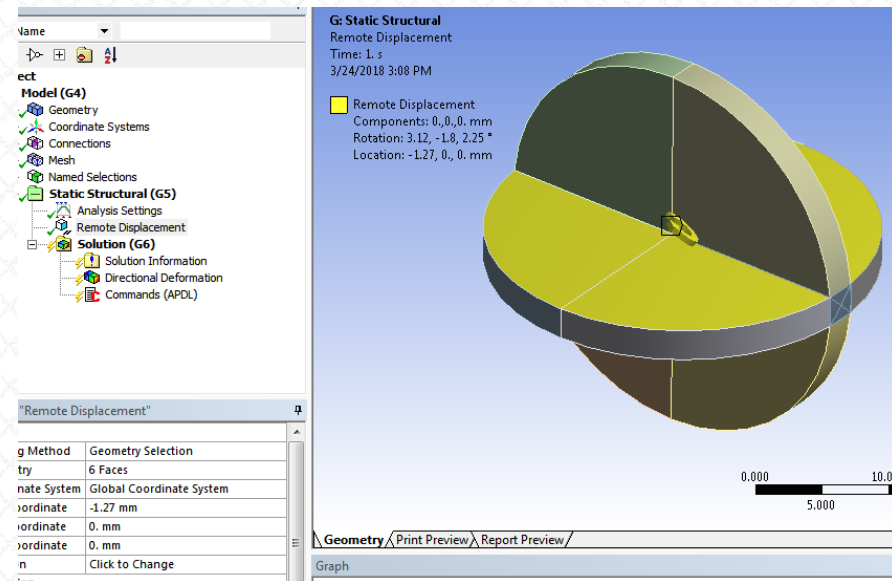 Name
ect
Model (G4)
Geometry
Coordinate Systems
Connections
Mesh
Named Selections
Static Structural (G5)
Analysis Settings
Remote Displacement
Solution (G6)
Solution Information
Directional Deformation
Commands (APDL)
"Remote Displacement"
g Method Geometry Selection
try 6 Faces
nate System Global Coordinate System
oordinate -1.27 mm
oordinate 0. mm
oordinate 0. mm
n Click to Change
G: Static Structural
Remote Displacement
Time: 1. s
3/24/2018 3:08 PM
Remote Displacement
Components: 0.,0.,0. mm
Rotation: 3.12, -1.8, 2.25 °
Location: -1.27, 0., 0. mm
0.000 10.0
5.000
Geometry Print Preview Report Preview
Graph